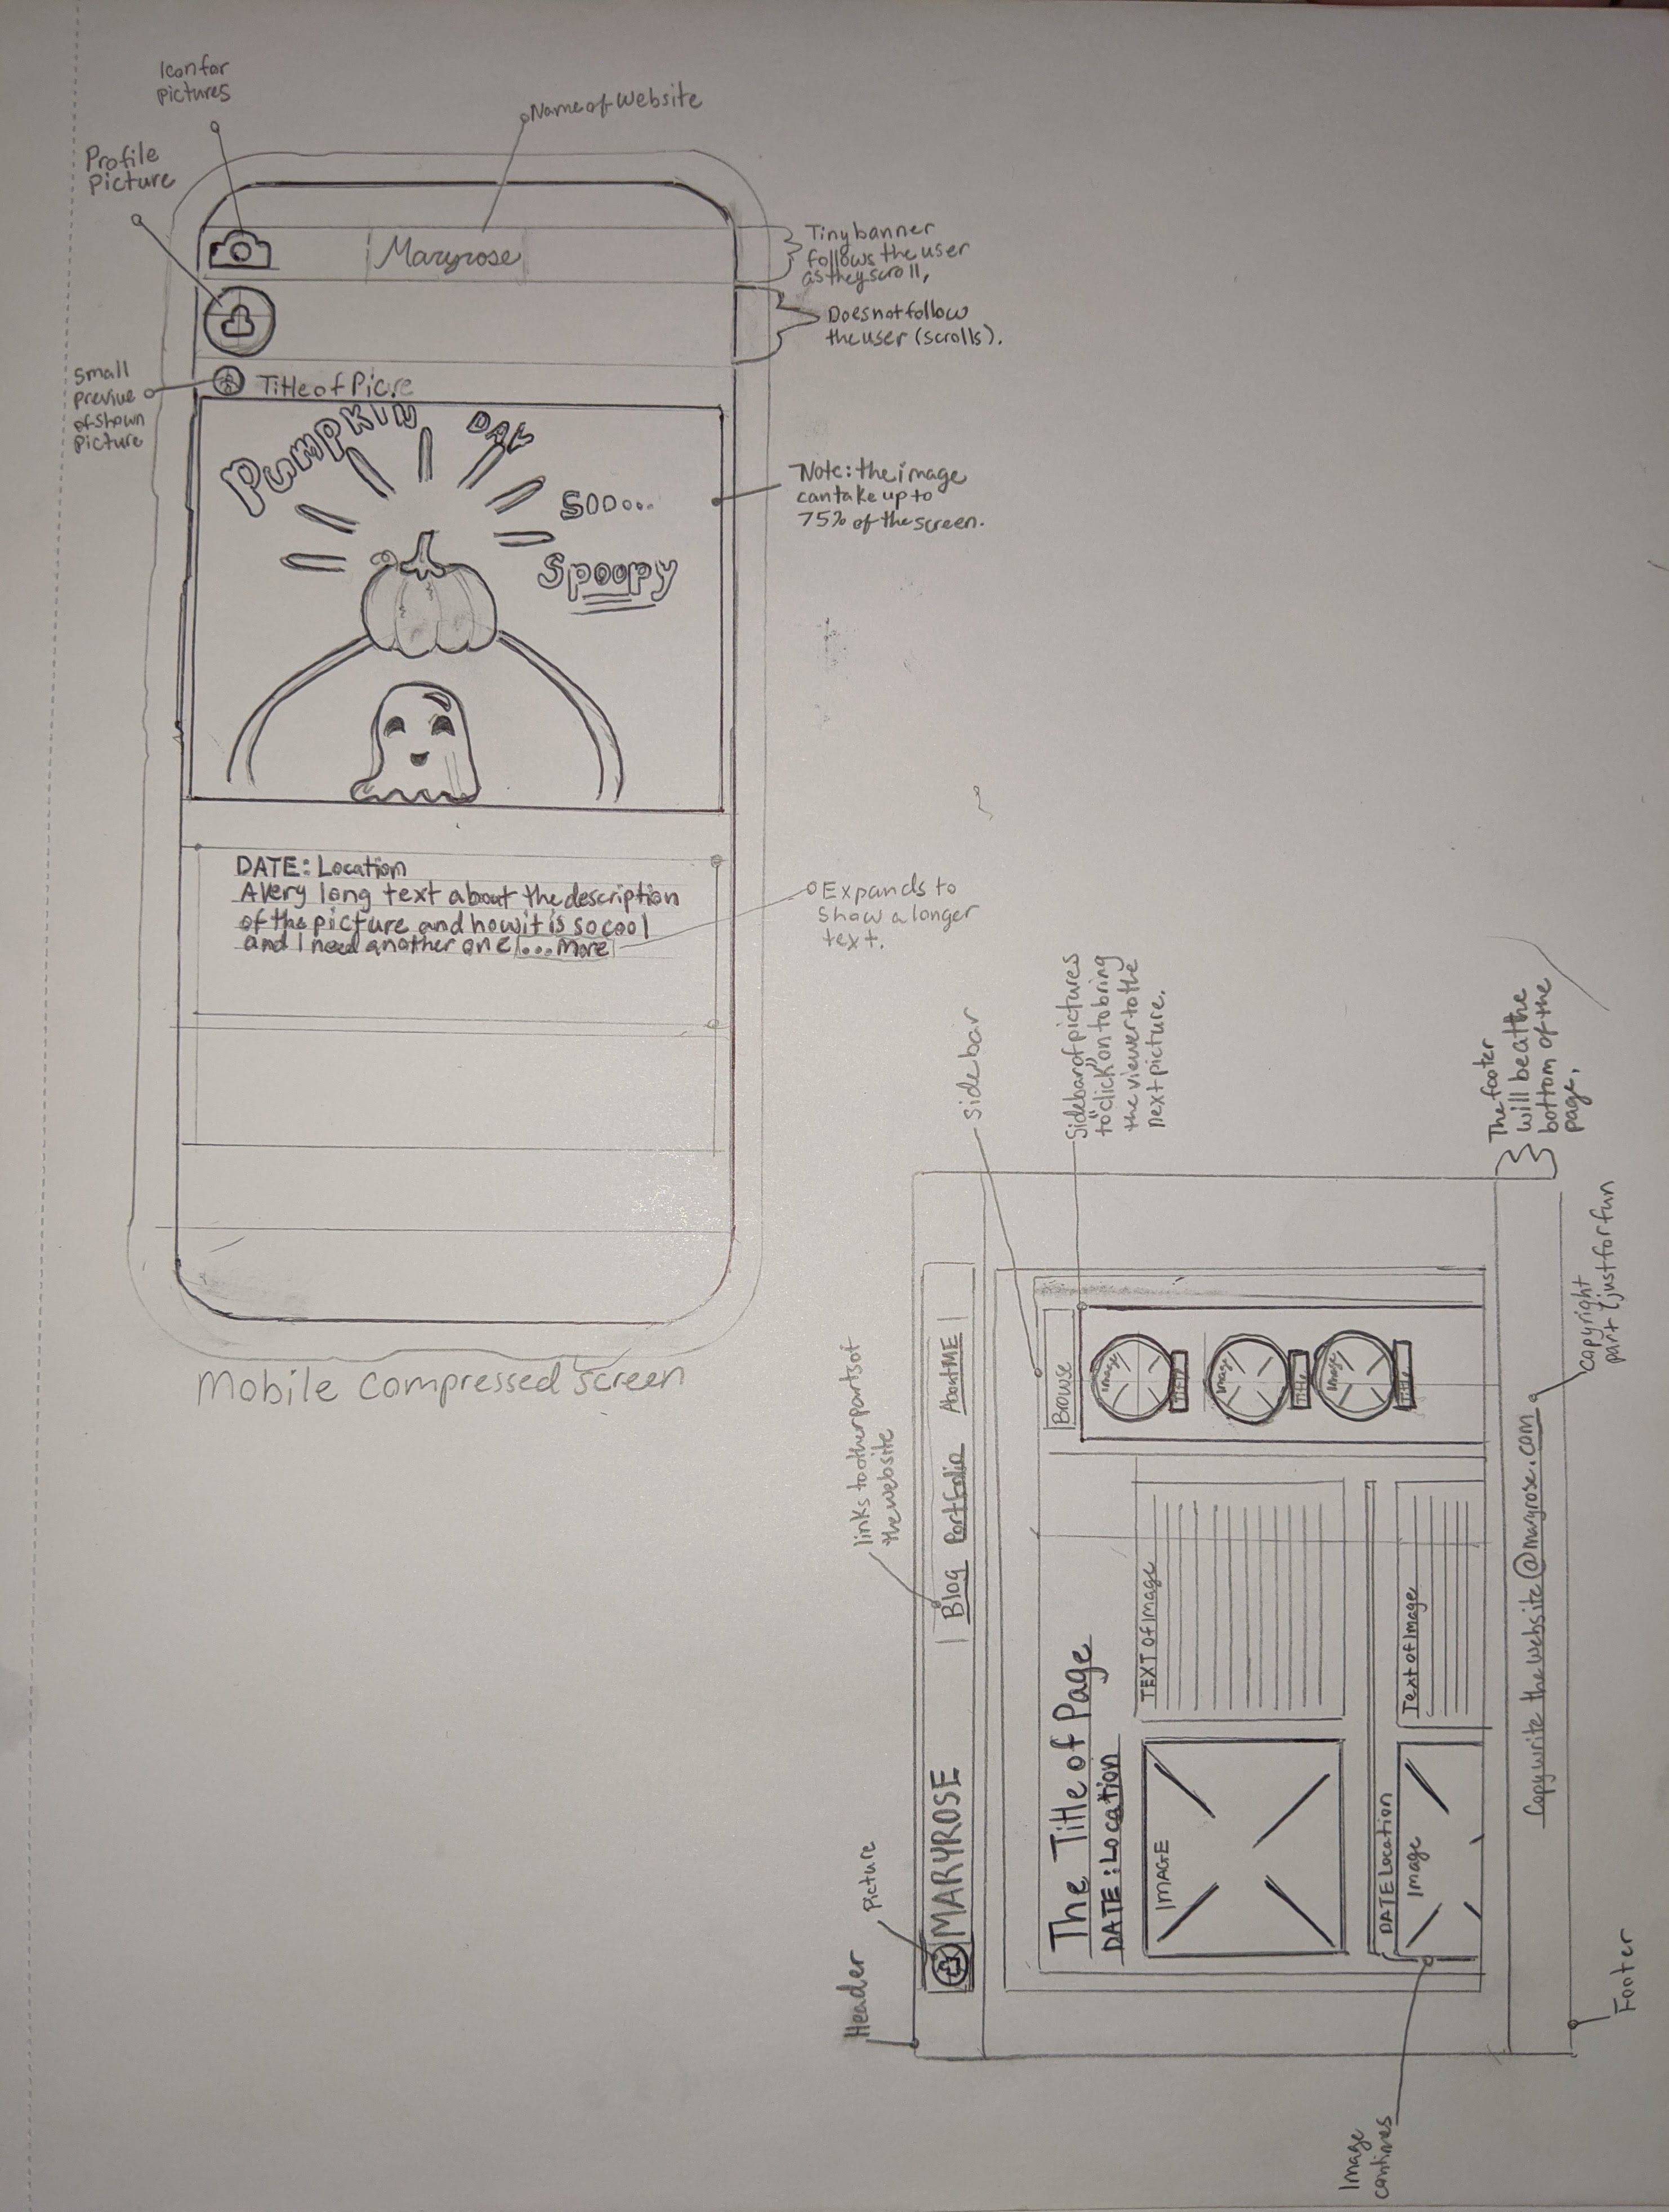 Icon for
pictures
Name of Website
Profile
Picture
Maryrose
Tiny banner
follows the user
as they scroll,
Does not follow
the user (scrolls).
Small
previue
of shown
picture
Title of Picre
PUMPKIN DAY
SOO...
Spoopy
Note: the image
can take up to
75% of the screen.
DATE: Location
A very long text about the description
of the picture and how it is so cool
and I need another one!... More
Expands to
show a longer
text.
Mobile Compressed Screen
Header
Picture
links to other parts of
the website
sidebar
Sidebar of pictures
to "click" on to bring
the viewer to the
next picture.
MARYROSE
Blog Portfolio About ME
The Title of Page
DATE: Location
Browse
IMAGE
TEXT Of Image
Image
Title
Image
Title
Image
Title
DATE Location
Image
Text of Image
Image
contines
The footer
will be at the
bottom of the
page.
Copywrite the website @maryrose.com
Copyright
part (just for fun
Footer